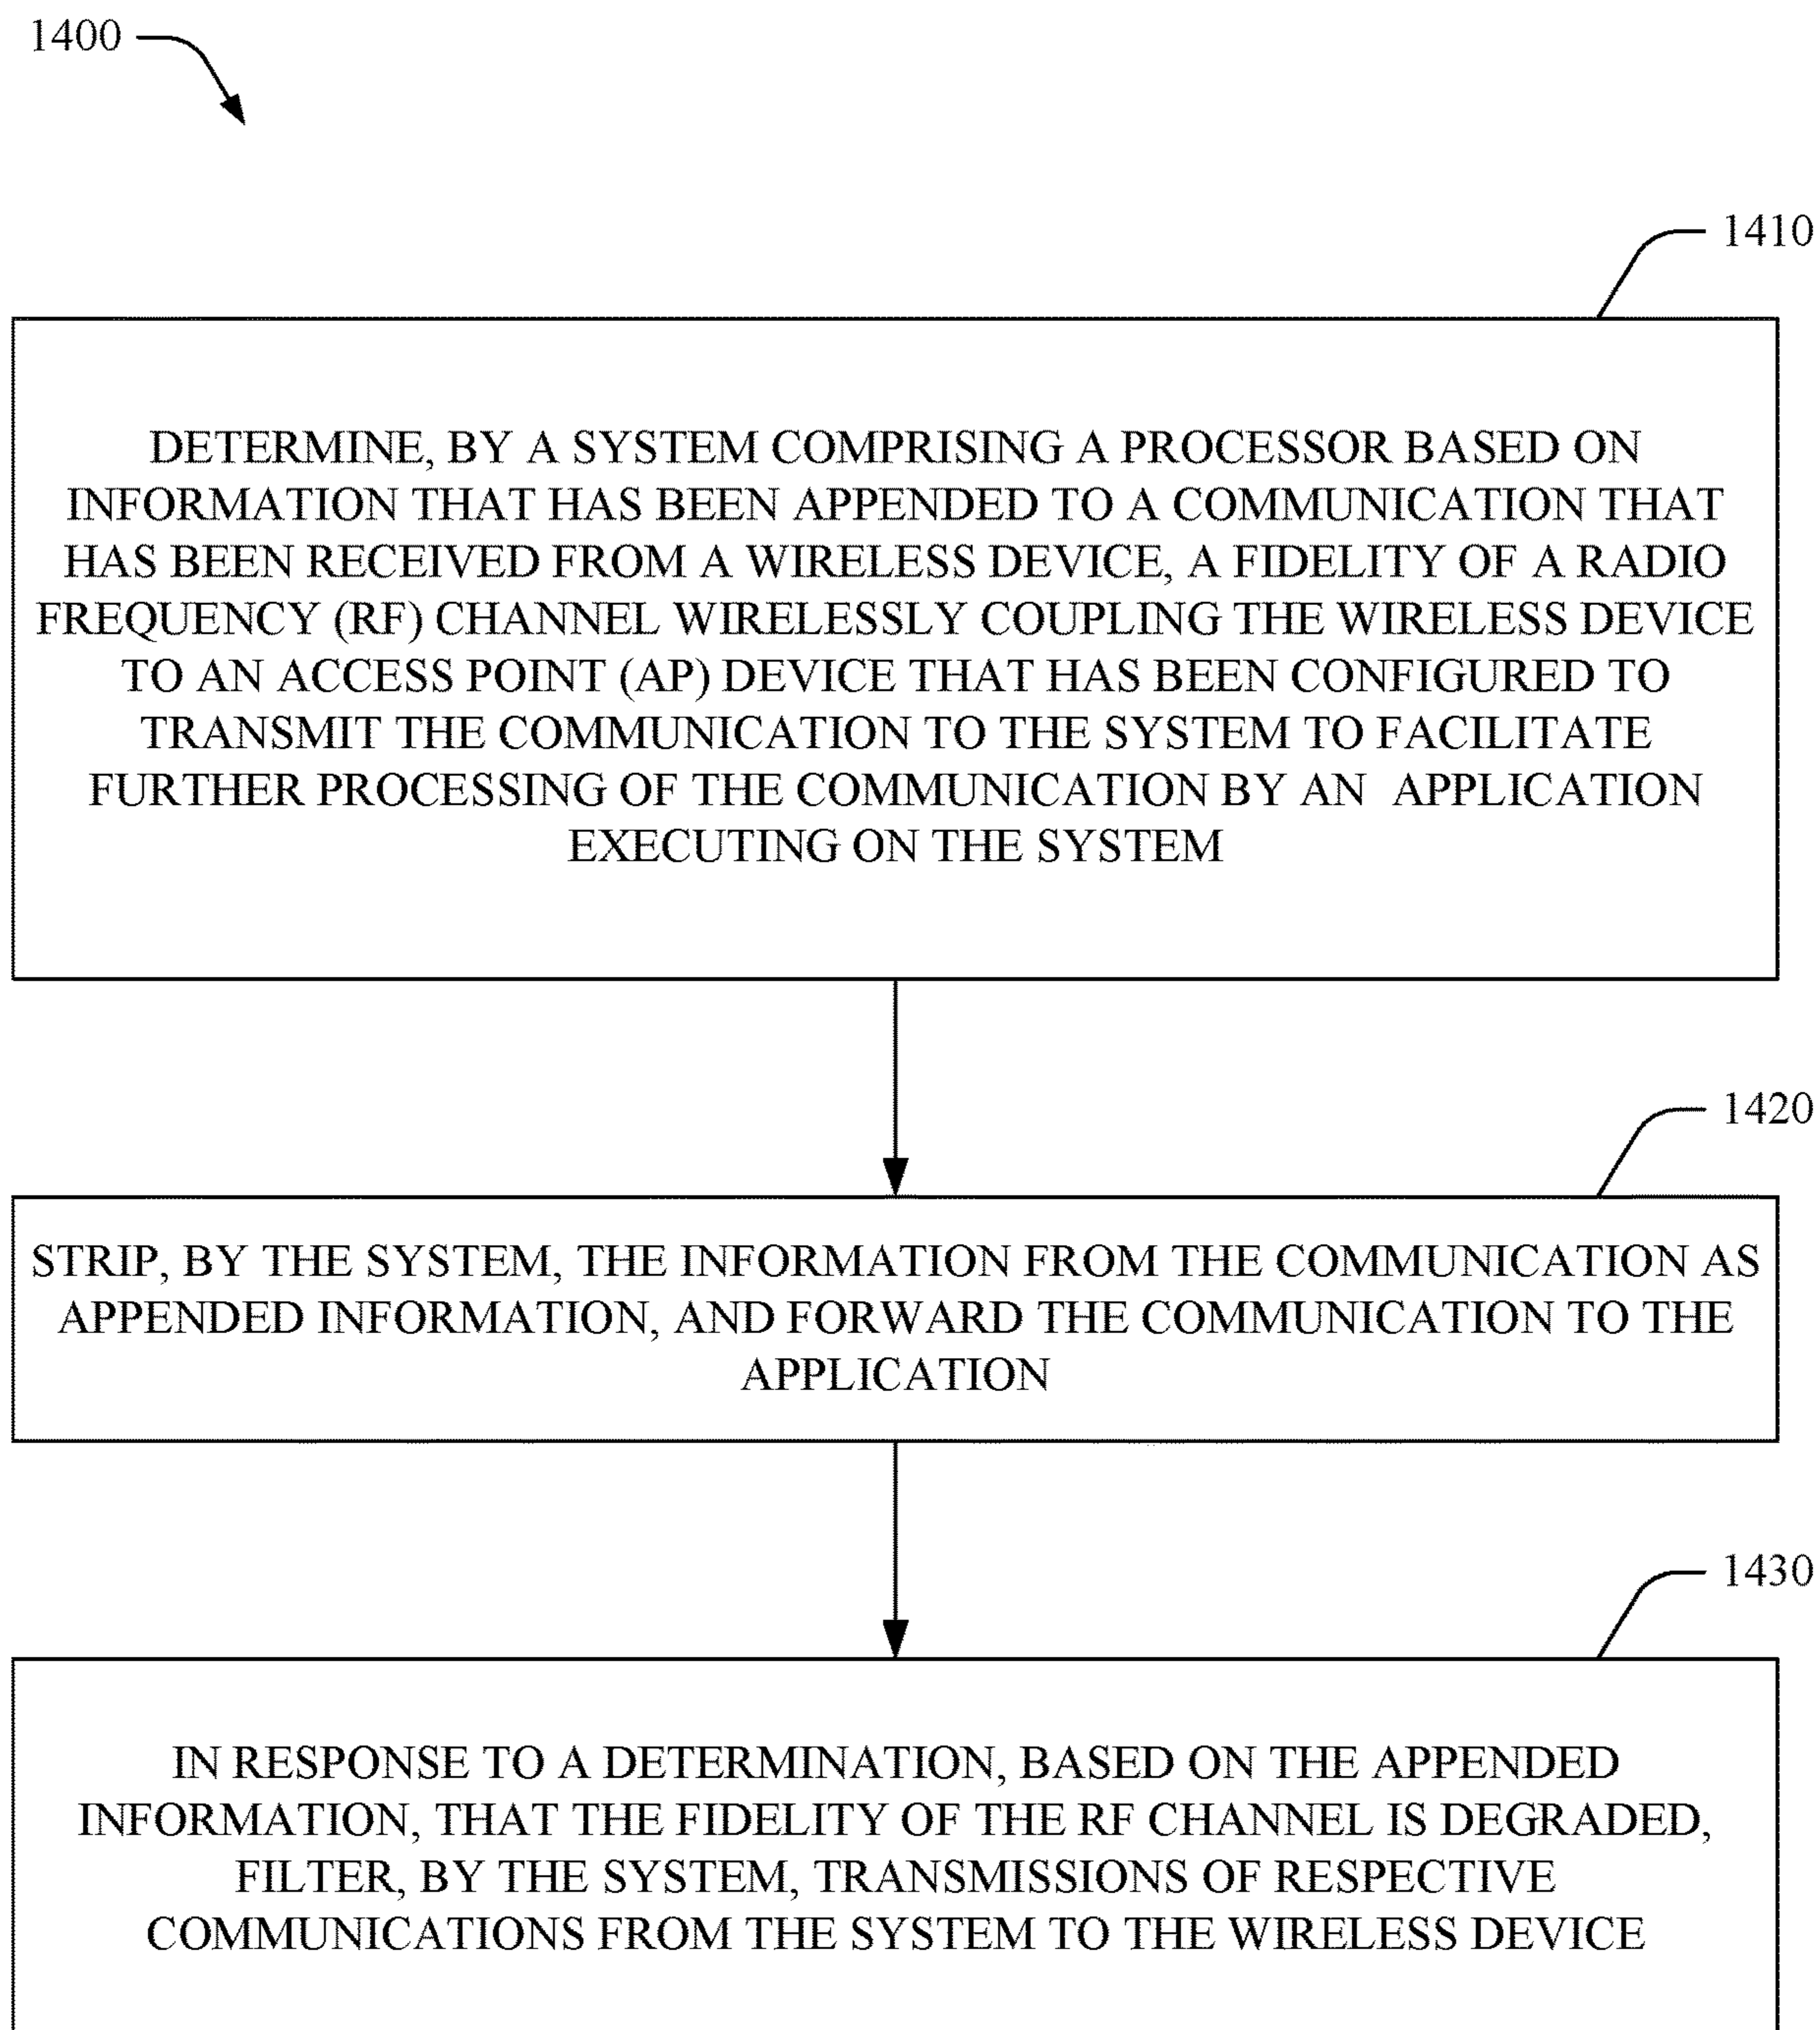 1400
1410
DETERMINE, BY A SYSTEM COMPRISING A PROCESSOR BASED ON
INFORMATION THAT HAS BEEN APPENDED TO A COMMUNICATION THAT
HAS BEEN RECEIVED FROM A WIRELESS DEVICE, A FIDELITY OF A RADIO
FREQUENCY (RF) CHANNEL WIRELESSLY COUPLING THE WIRELESS DEVICE
TO AN ACCESS POINT (AP) DEVICE THAT HAS BEEN CONFIGURED TO
TRANSMIT THE COMMUNICATION TO THE SYSTEM TO FACILITATE
FURTHER PROCESSING OF THE COMMUNICATION BY AN APPLICATION
EXECUTING ON THE SYSTEM
1420
STRIP, BY THE SYSTEM, THE INFORMATION FROM THE COMMUNICATION AS
APPENDED INFORMATION, AND FORWARD THE COMMUNICATION TO THE
APPLICATION
1430
IN RESPONSE TO A DETERMINATION, BASED ON THE APPENDED
INFORMATION, THAT THE FIDELITY OF THE RF CHANNEL IS DEGRADED,
FILTER, BY THE SYSTEM, TRANSMISSIONS OF RESPECTIVE
COMMUNICATIONS FROM THE SYSTEM TO THE WIRELESS DEVICE